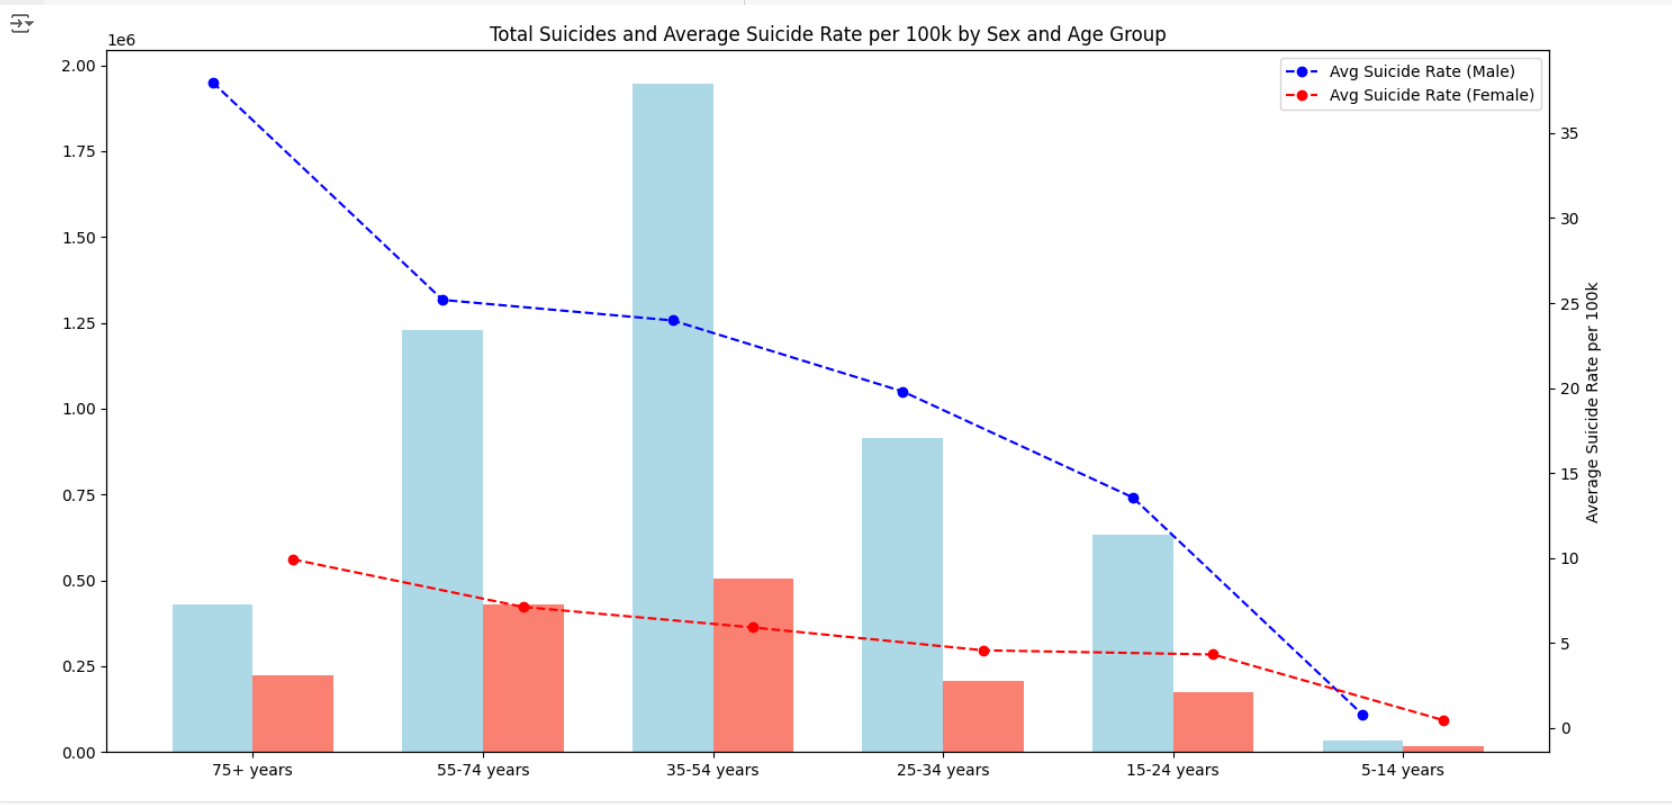 Total Suicides and Average Suicide Rate per 100k by Sex and Age Group
1e6
2.00
1.75
1.50
1.25
1.00
0.75
0.50
0.25
0.00
Avg Suicide Rate (Male)
Avg Suicide Rate (Female)
35
30
25
20
15
10
5
0
Average Suicide Rate per 100k
75+ years
55-74 years
35-54 years
25-34 years
15-24 years
5-14 years